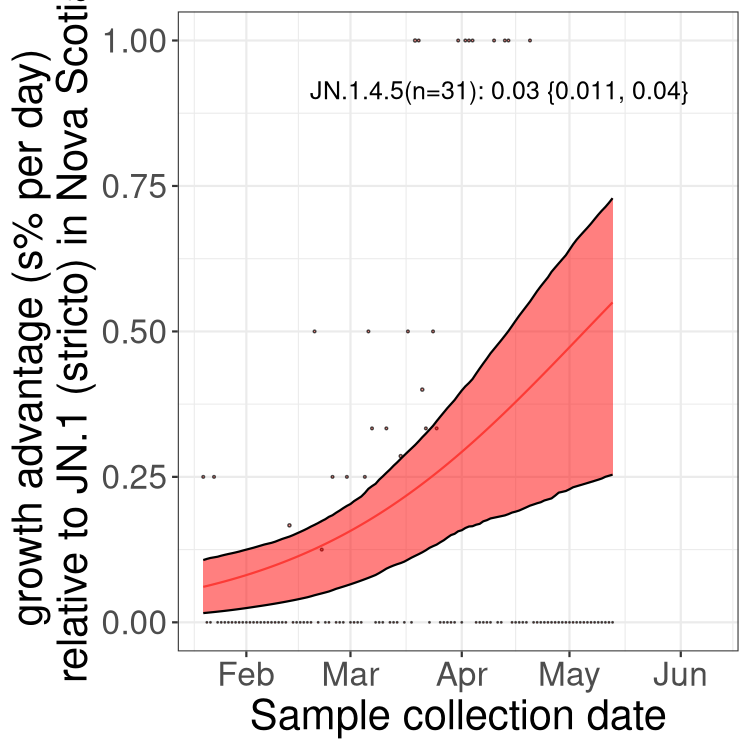 growth advantage (s% per day)
relative to JN.1 (stricto) in Nova Scotia
1.00
JN.1.4.5(n=31): 0.03 {0.011, 0.04}
0.75
0.50
0.25
0.00
Feb Mar Apr May Jun
Sample collection date